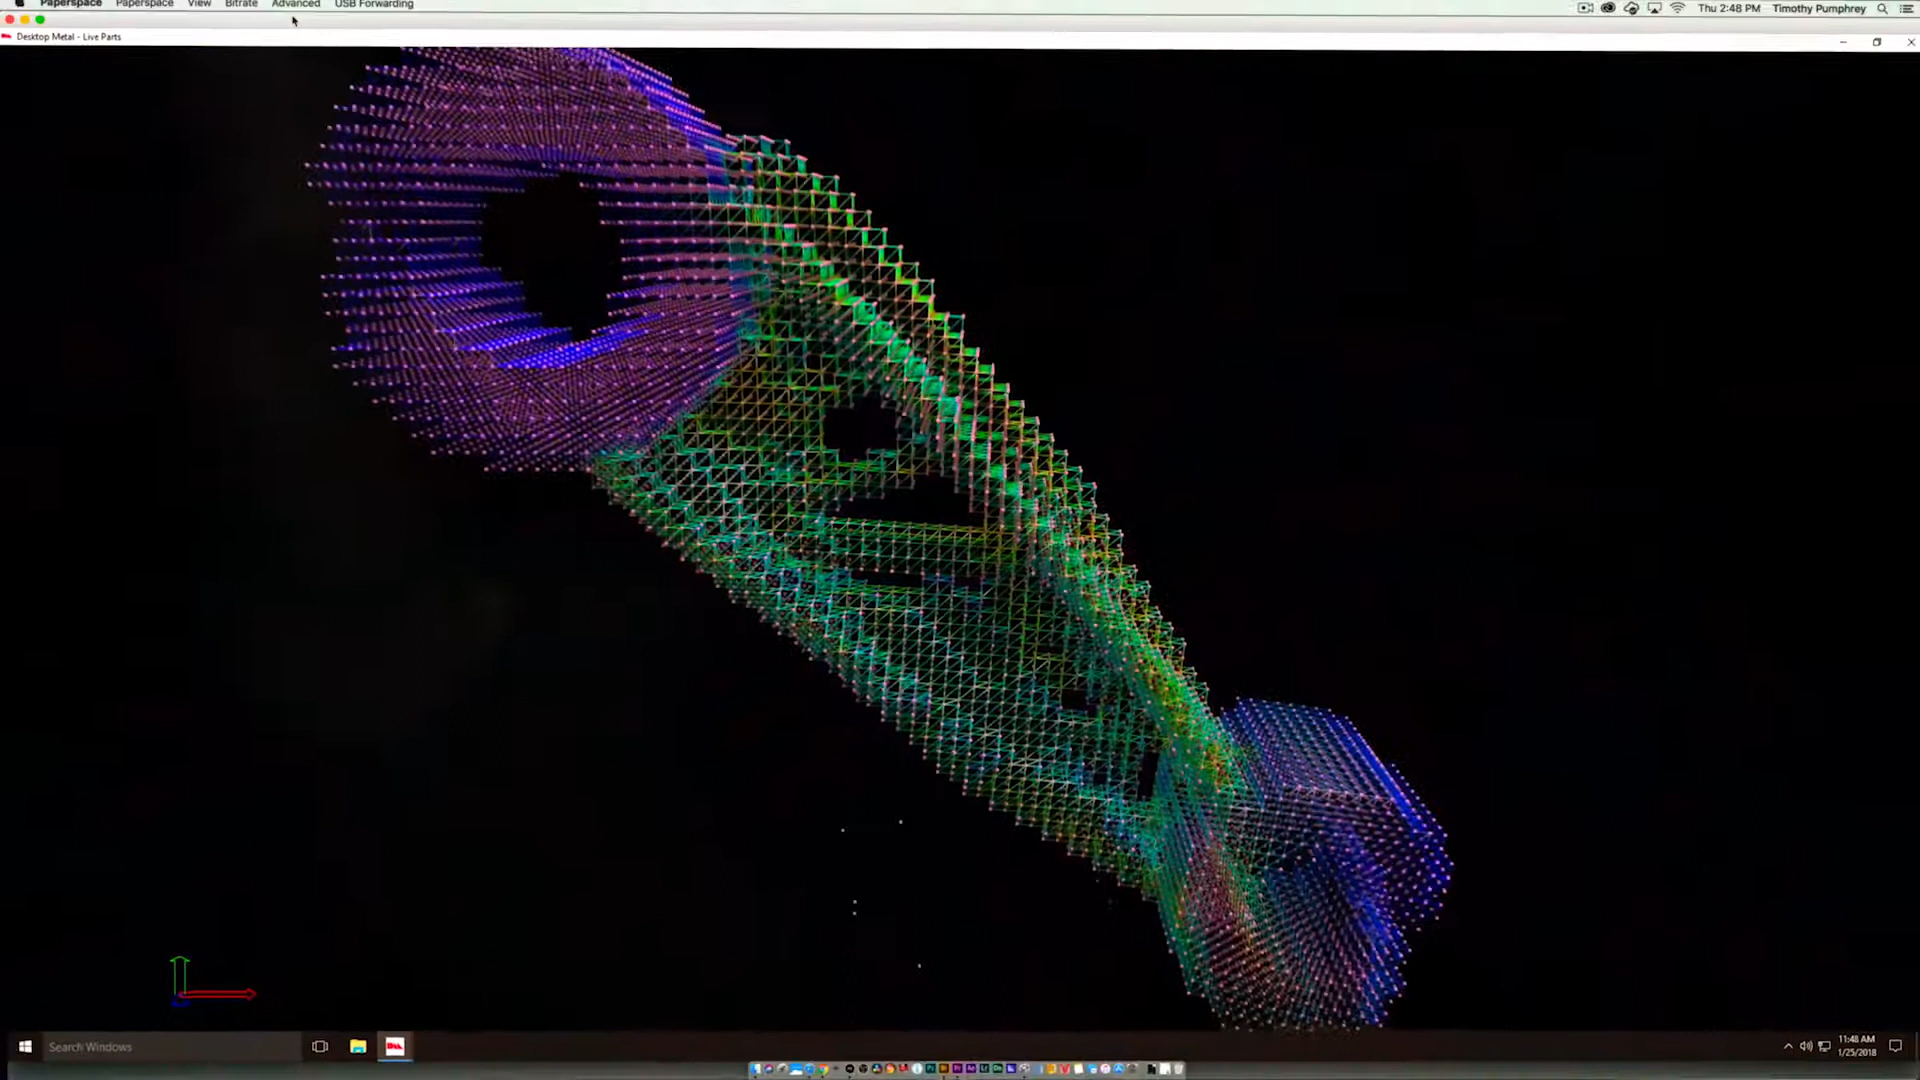 Paperspace Paperspace View Bitrate Advanced USB Forwarding Thu 2:48 PM Timothy Pumphrey
Desktop Metal - Live Parts
Search Windows
11:48 AM
1/25/2018